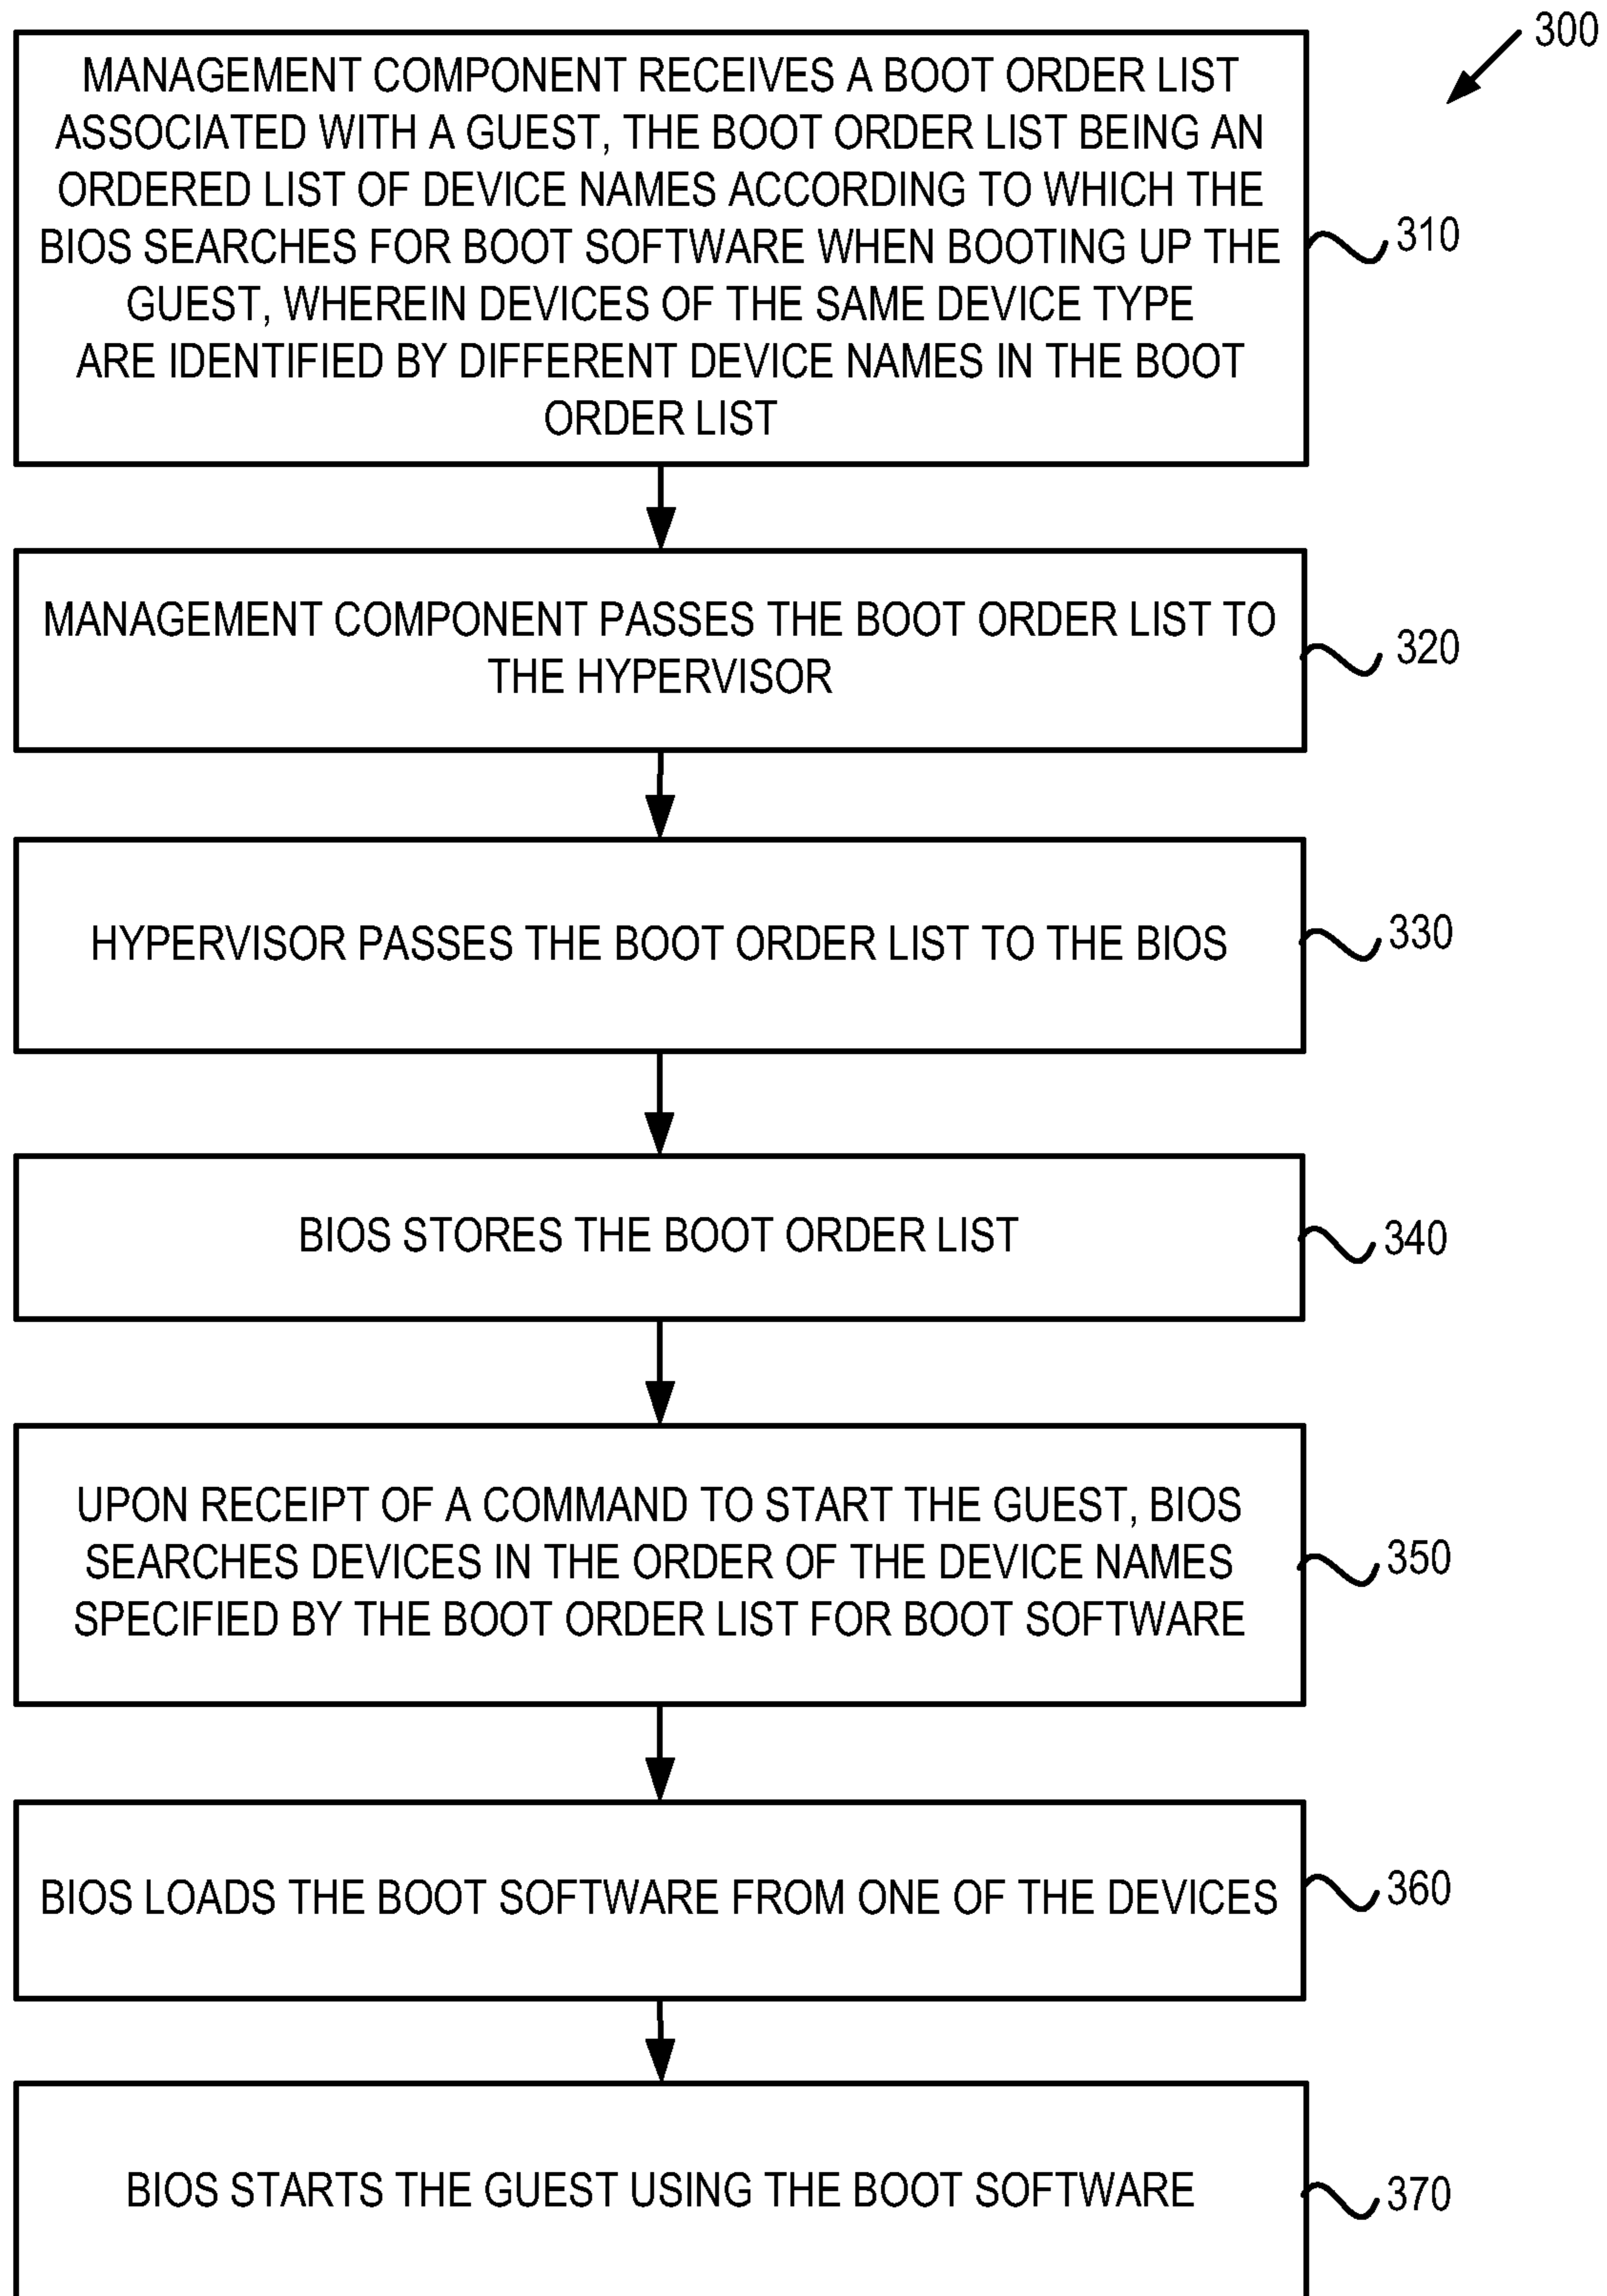 300
MANAGEMENT COMPONENT RECEIVES A BOOT ORDER LIST
ASSOCIATED WITH A GUEST, THE BOOT ORDER LIST BEING AN
ORDERED LIST OF DEVICE NAMES ACCORDING TO WHICH THE
BIOS SEARCHES FOR BOOT SOFTWARE WHEN BOOTING UP THE
GUEST, WHEREIN DEVICES OF THE SAME DEVICE TYPE
ARE IDENTIFIED BY DIFFERENT DEVICE NAMES IN THE BOOT
ORDER LIST
310
MANAGEMENT COMPONENT PASSES THE BOOT ORDER LIST TO
THE HYPERVISOR
320
HYPERVISOR PASSES THE BOOT ORDER LIST TO THE BIOS
330
BIOS STORES THE BOOT ORDER LIST
340
UPON RECEIPT OF A COMMAND TO START THE GUEST, BIOS
SEARCHES DEVICES IN THE ORDER OF THE DEVICE NAMES
SPECIFIED BY THE BOOT ORDER LIST FOR BOOT SOFTWARE
350
BIOS LOADS THE BOOT SOFTWARE FROM ONE OF THE DEVICES
360
BIOS STARTS THE GUEST USING THE BOOT SOFTWARE
370